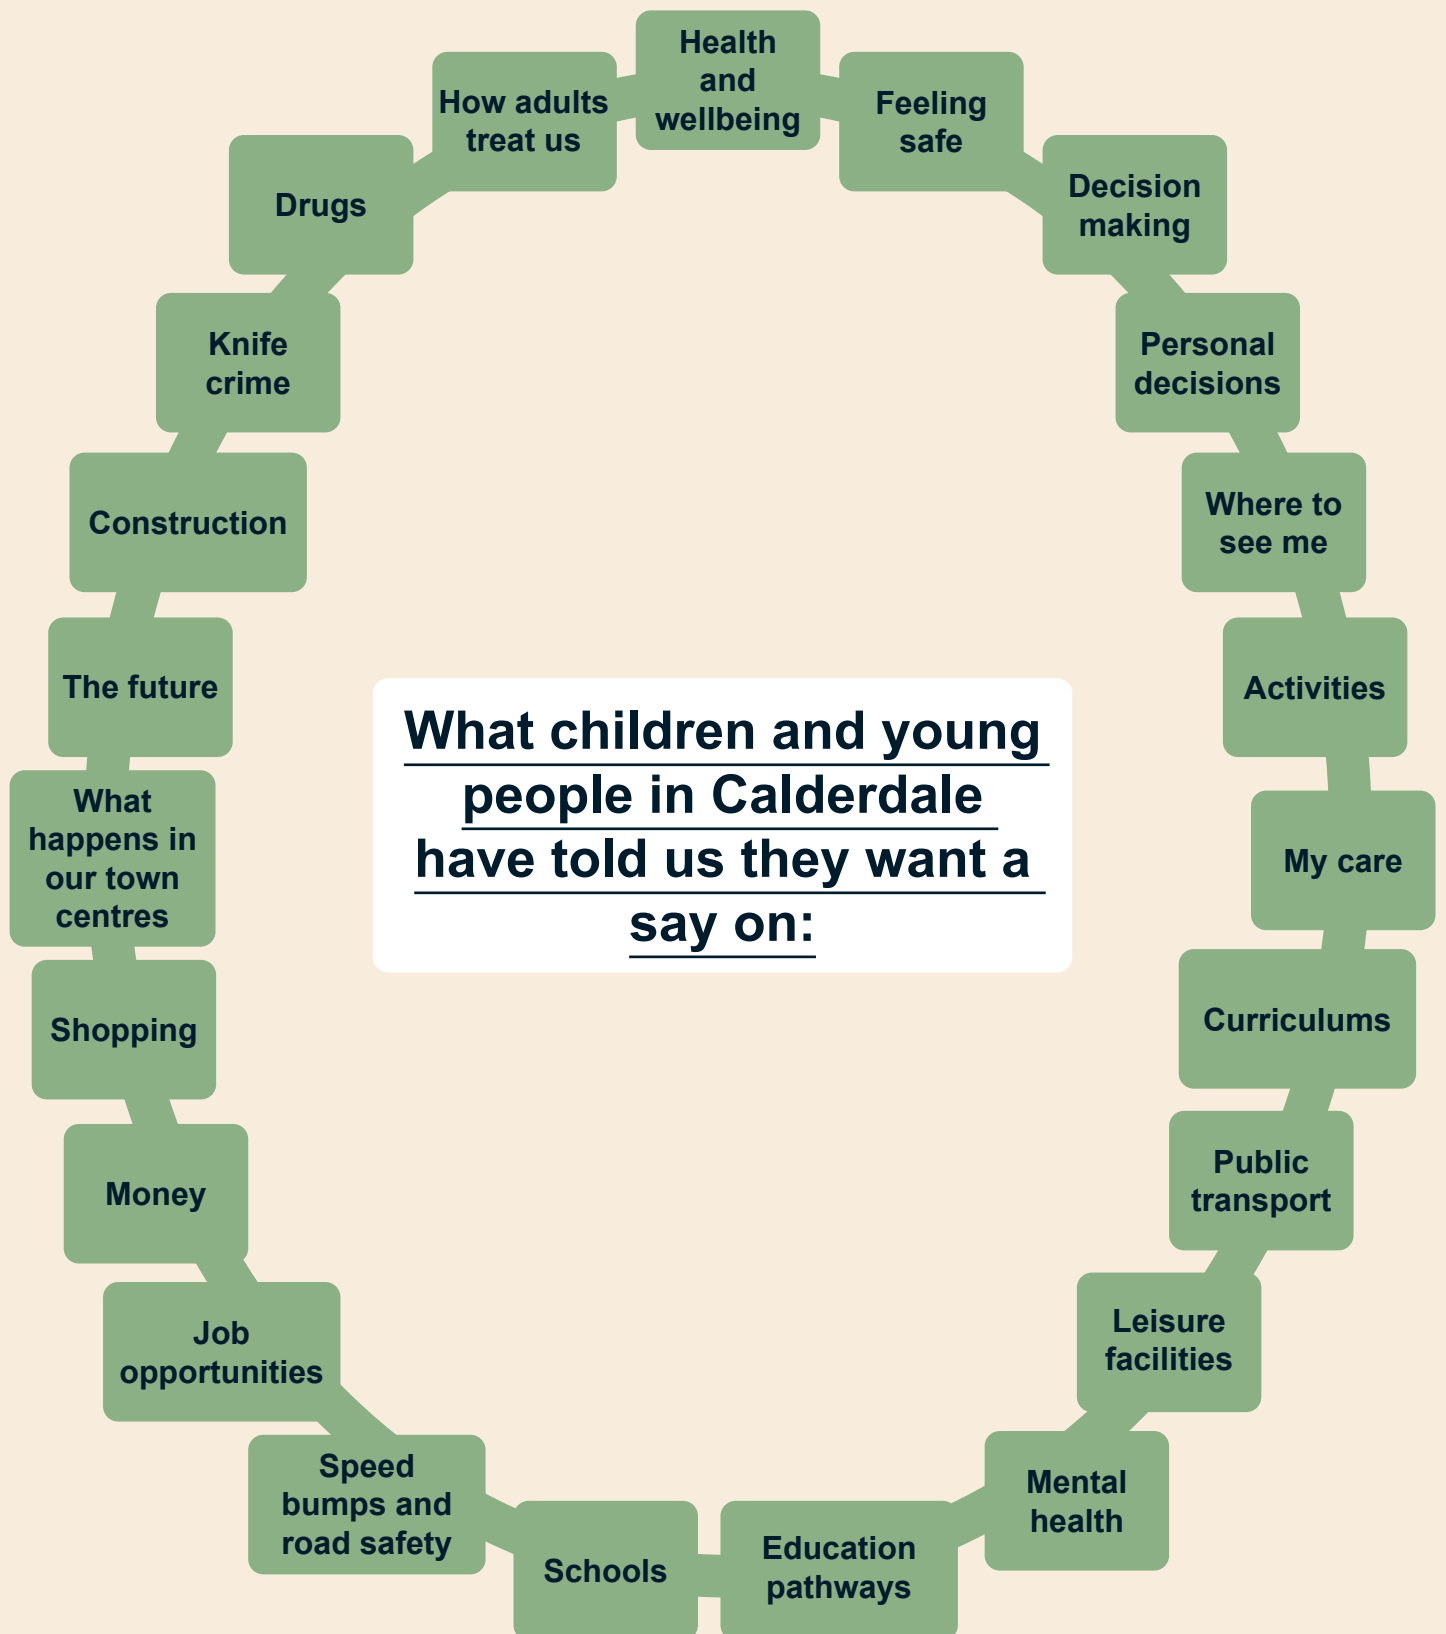 Health
and
wellbeing
Feeling
safe
Decision
making
Personal
decisions
Where to
see me
Activities
My care
Curriculums
Public
transport
Leisure
facilities
Mental
health
Education
pathways
Schools
Speed
bumps and
road safety
Job
opportunities
Money
Shopping
What
happens in
our town
centres
The future
Construction
Knife
crime
Drugs
How adults
treat us
What children and young
people in Calderdale
have told us they want a
say on: